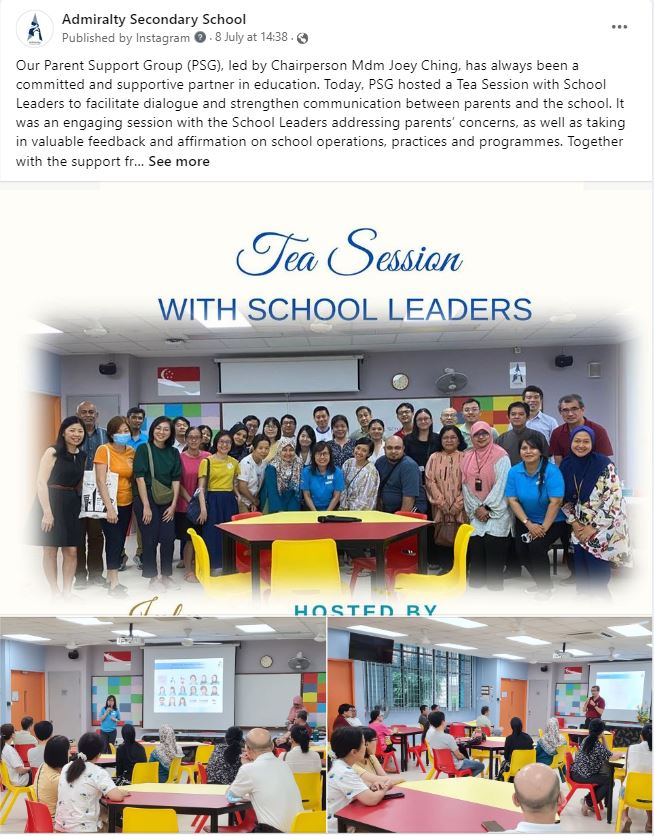 Admiralty Secondary School
Published by Instagram · 8 July at 14:38 ·
Our Parent Support Group (PSG), led by Chairperson Mdm Joey Ching, has always been a
committed and supportive partner in education. Today, PSG hosted a Tea Session with School
Leaders to facilitate dialogue and strengthen communication between parents and the school. It
was an engaging session with the School Leaders addressing parents' concerns, as well as taking
in valuable feedback and affirmation on school operations, practices and programmes. Together
with the support fr... See more
Tea Session
WITH SCHOOL LEADERS
HOSTED BY